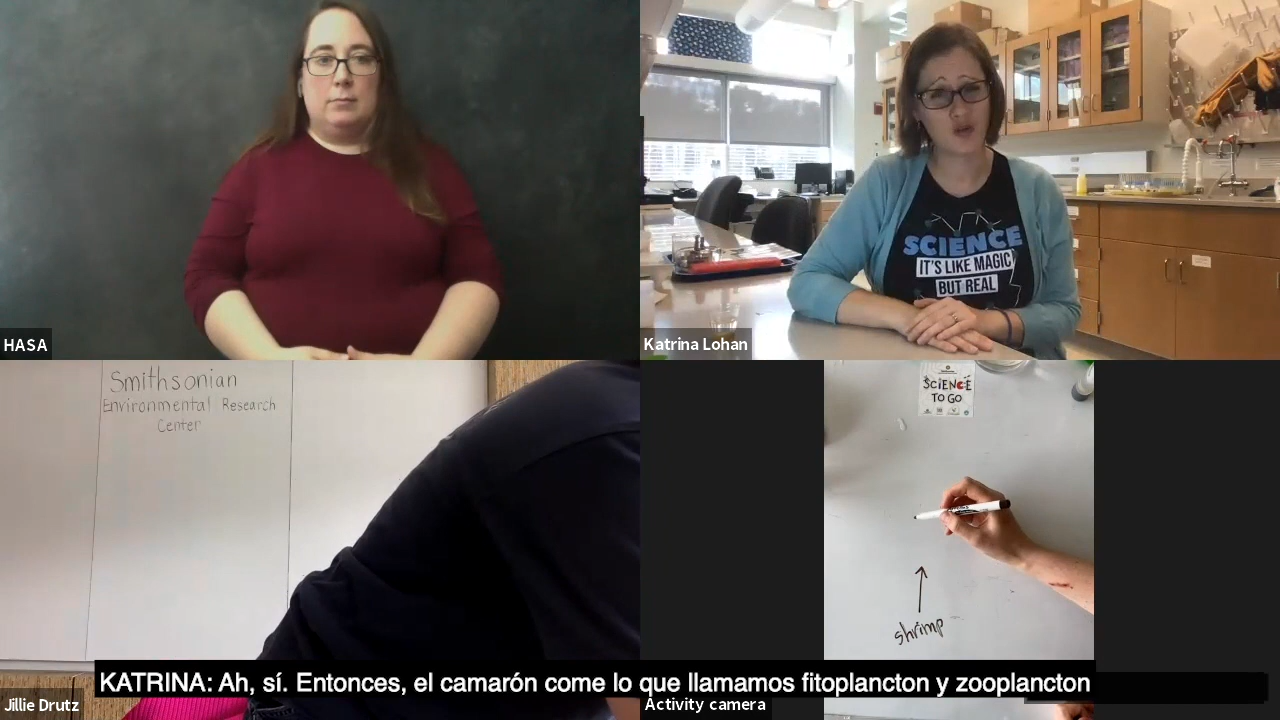 HASA
SCIENCE
IT'S LIKE MAGIC
BUT REAL
Katrina Lohan
Smithsonian
Environmental Research
Center
SCIENCE
TO GO
shrimp
KATRINA: Ah, sí. Entonces, el camarón come lo que llamamos fitoplancton y zooplancton
Jillie Drutz
Activity camera